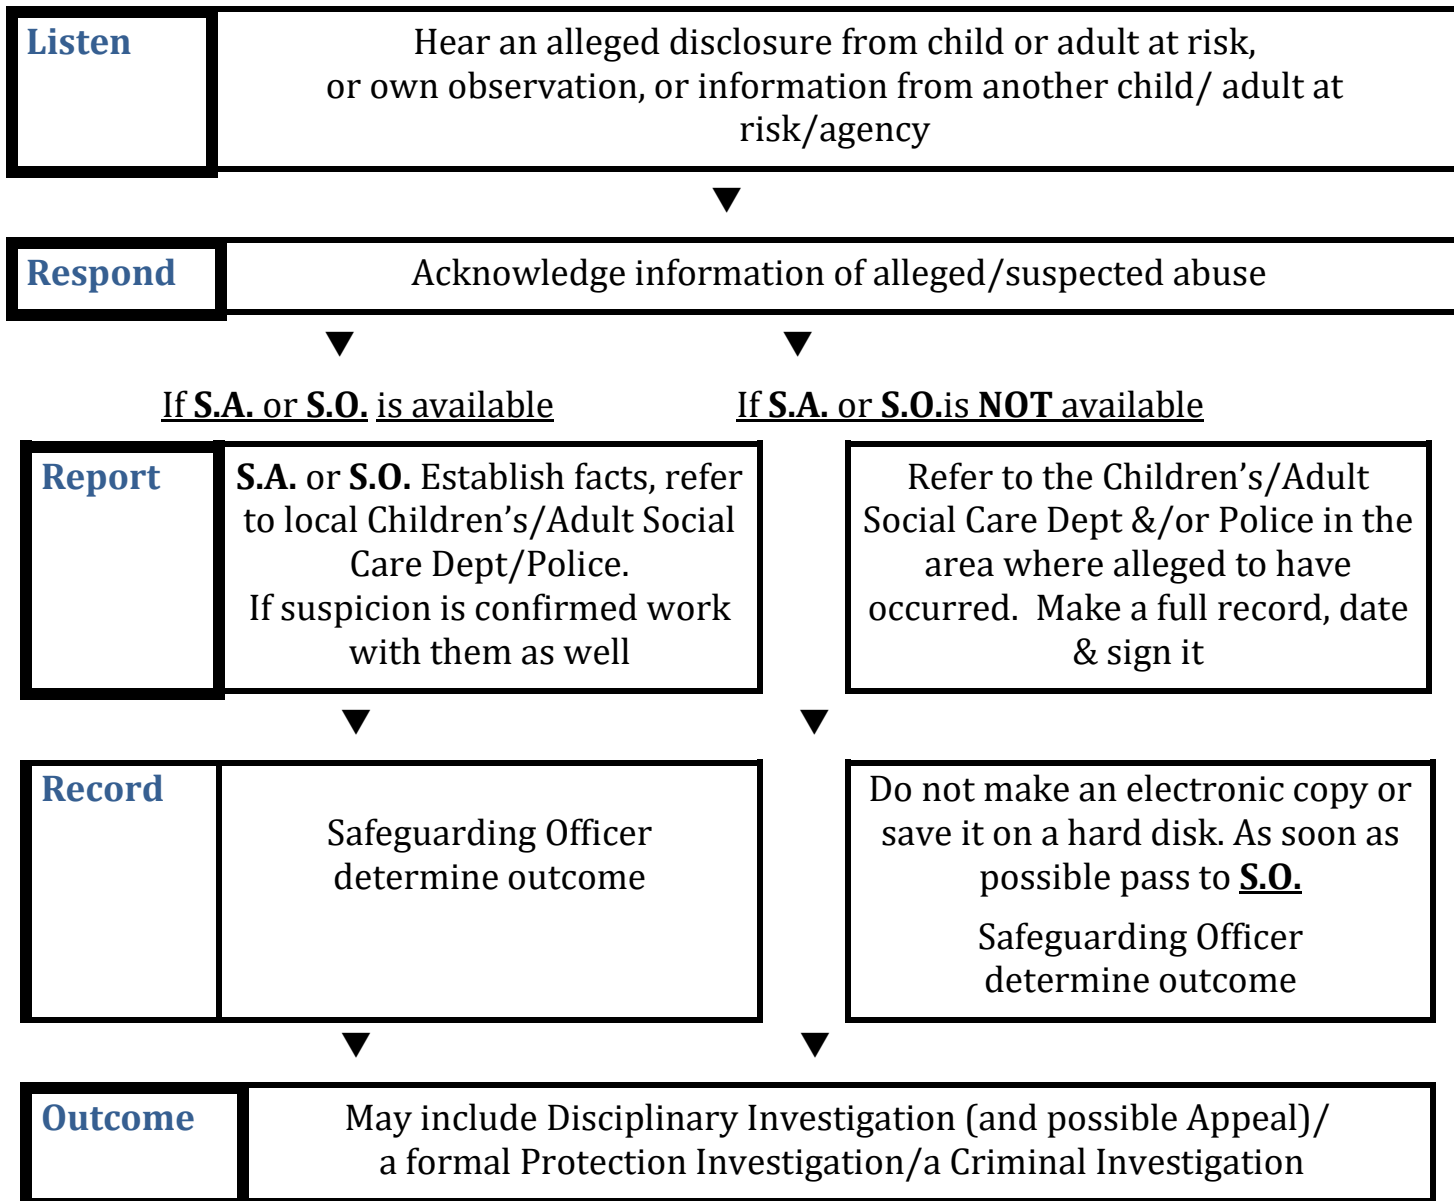 Listen
Hear an alleged disclosure from child or adult at risk,
or own observation, or information from another child/ adult at
risk/agency
▼
Respond
Acknowledge information of alleged/suspected abuse
▼ ▼
If S.A. or S.O. is available
If S.A. or S.O.is NOT available
Report
S.A. or S.O. Establish facts, refer
to local Children’s/Adult Social
Care Dept/Police.
If suspicion is confirmed work
with them as well
Refer to the Children’s/Adult
Social Care Dept &/or Police in the
area where alleged to have
occurred.  Make a full record, date
& sign it
▼ ▼
Record
Safeguarding Officer
determine outcome
Do not make an electronic copy or
save it on a hard disk. As soon as
possible pass to S.O.
Safeguarding Officer
determine outcome
▼ ▼
Outcome
May include Disciplinary Investigation (and possible Appeal)/
a formal Protection Investigation/a Criminal Investigation